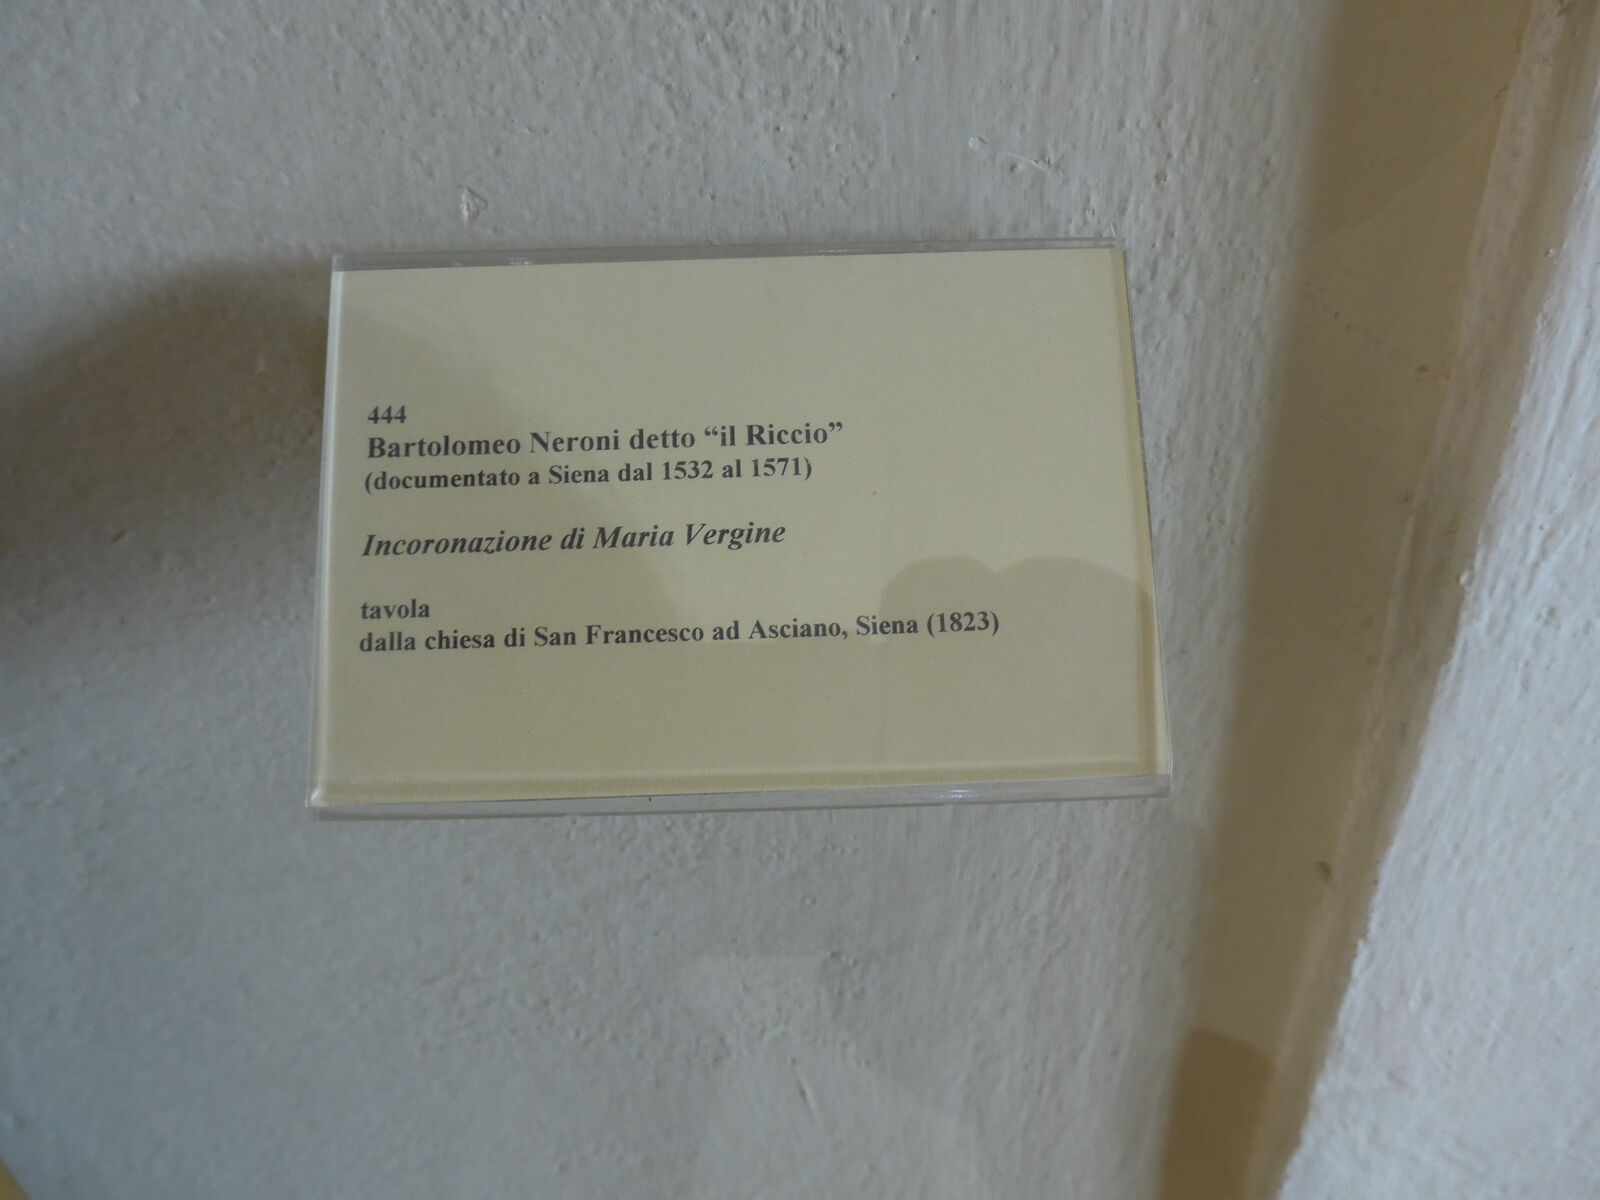 444
Bartolomeo Neroni detto “il Riccio”
(documentato a Siena dal 1532 al 1571)
Incoronazione di Maria Vergine
tavola
dalla chiesa di San Francesco ad Asciano, Siena (1823)